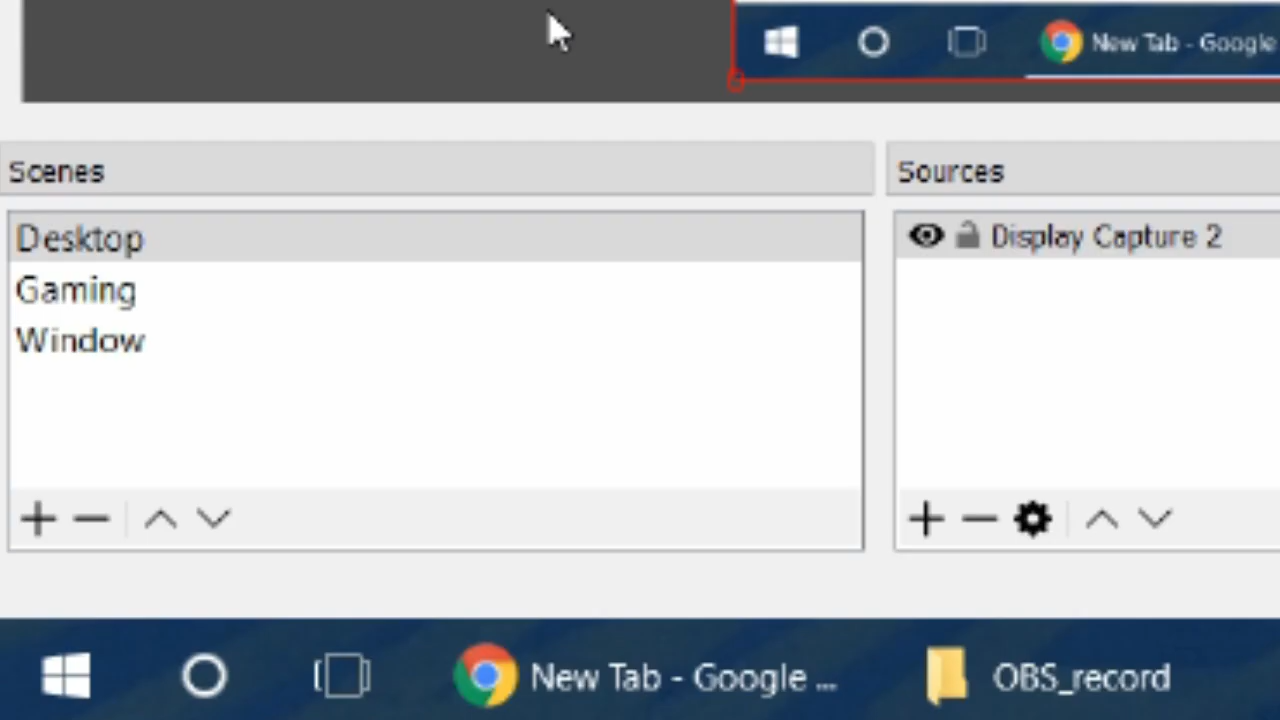 New Tab - Google
Scenes
Sources
Desktop
Display Capture 2
Gaming
Window
New Tab - Google ...
OBS_record